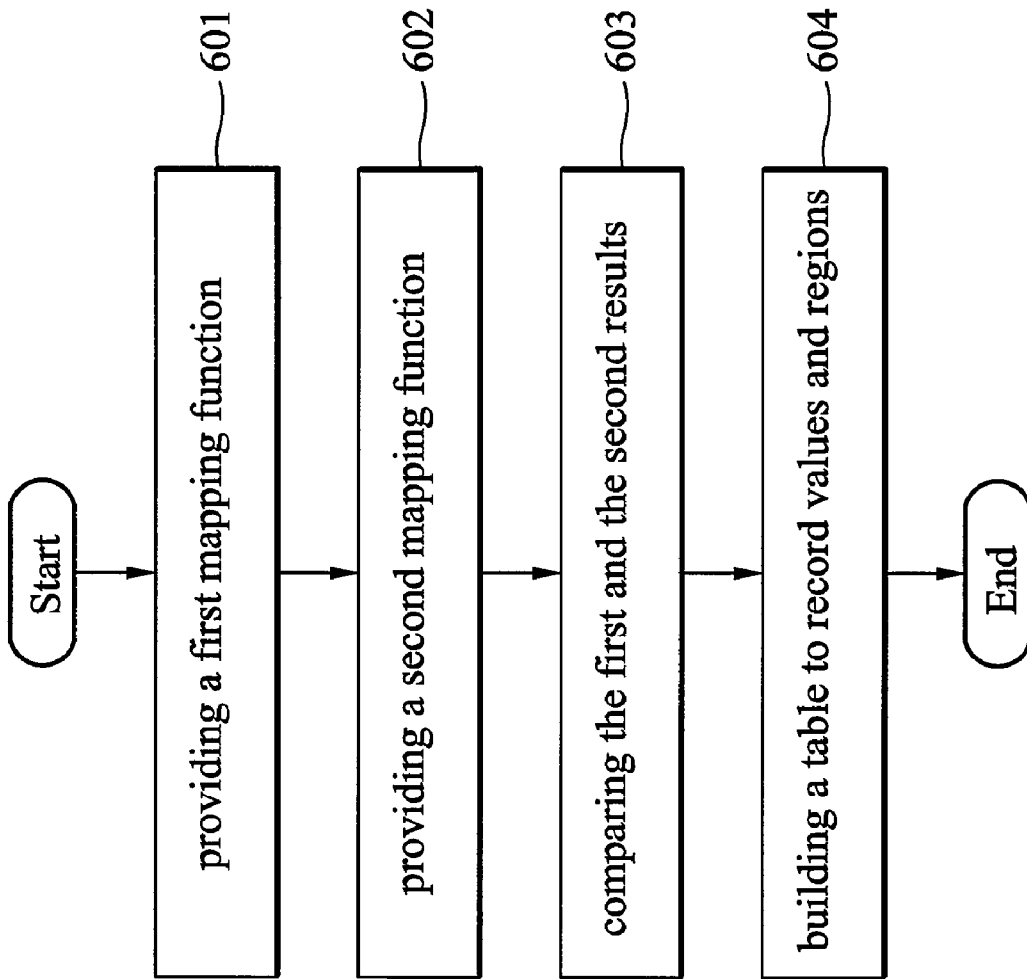 Start
providing a first mapping function
601
providing a second mapping function
602
comparing the first and the second results
603
building a table to record values and regions
604
End